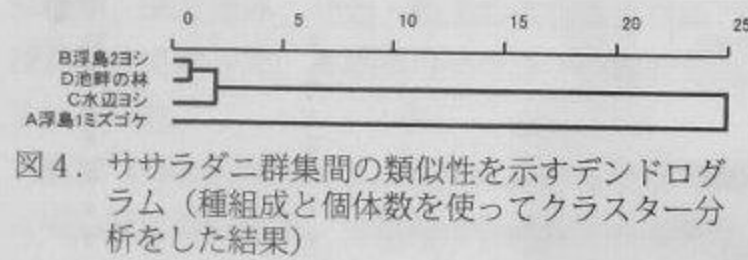 0 5 10 15 20 25
B浮島2ヨシ
D池畔の林
C水辺ヨシ
A浮島1ミズゴケ
図4．ササラダニ群集間の類似性を示すデンドログ
ラム（種組成と個体数を使ってクラスター分
析をした結果）